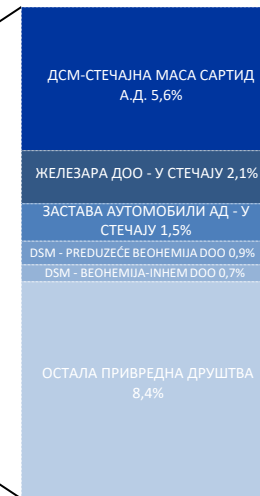 ДСМ-СТЕЧАЈНА МАСА САРТИД
А.Д. 5,6%
ЖЕЛЕЗАРА ДОО - У СТЕЧАЈУ 2,1%
ЗАСТАВА АУТОМОБИЛИ АД - У
СТЕЧАЈУ 1,5%
DSM - PREDUZEĆE BEOHEMIJA DOO 0,9%
DSM - BEOHEMIJA-INHEM DOO 0,7%
ОСТАЛА ПРИВРЕДНА ДРУШТВА
8,4%